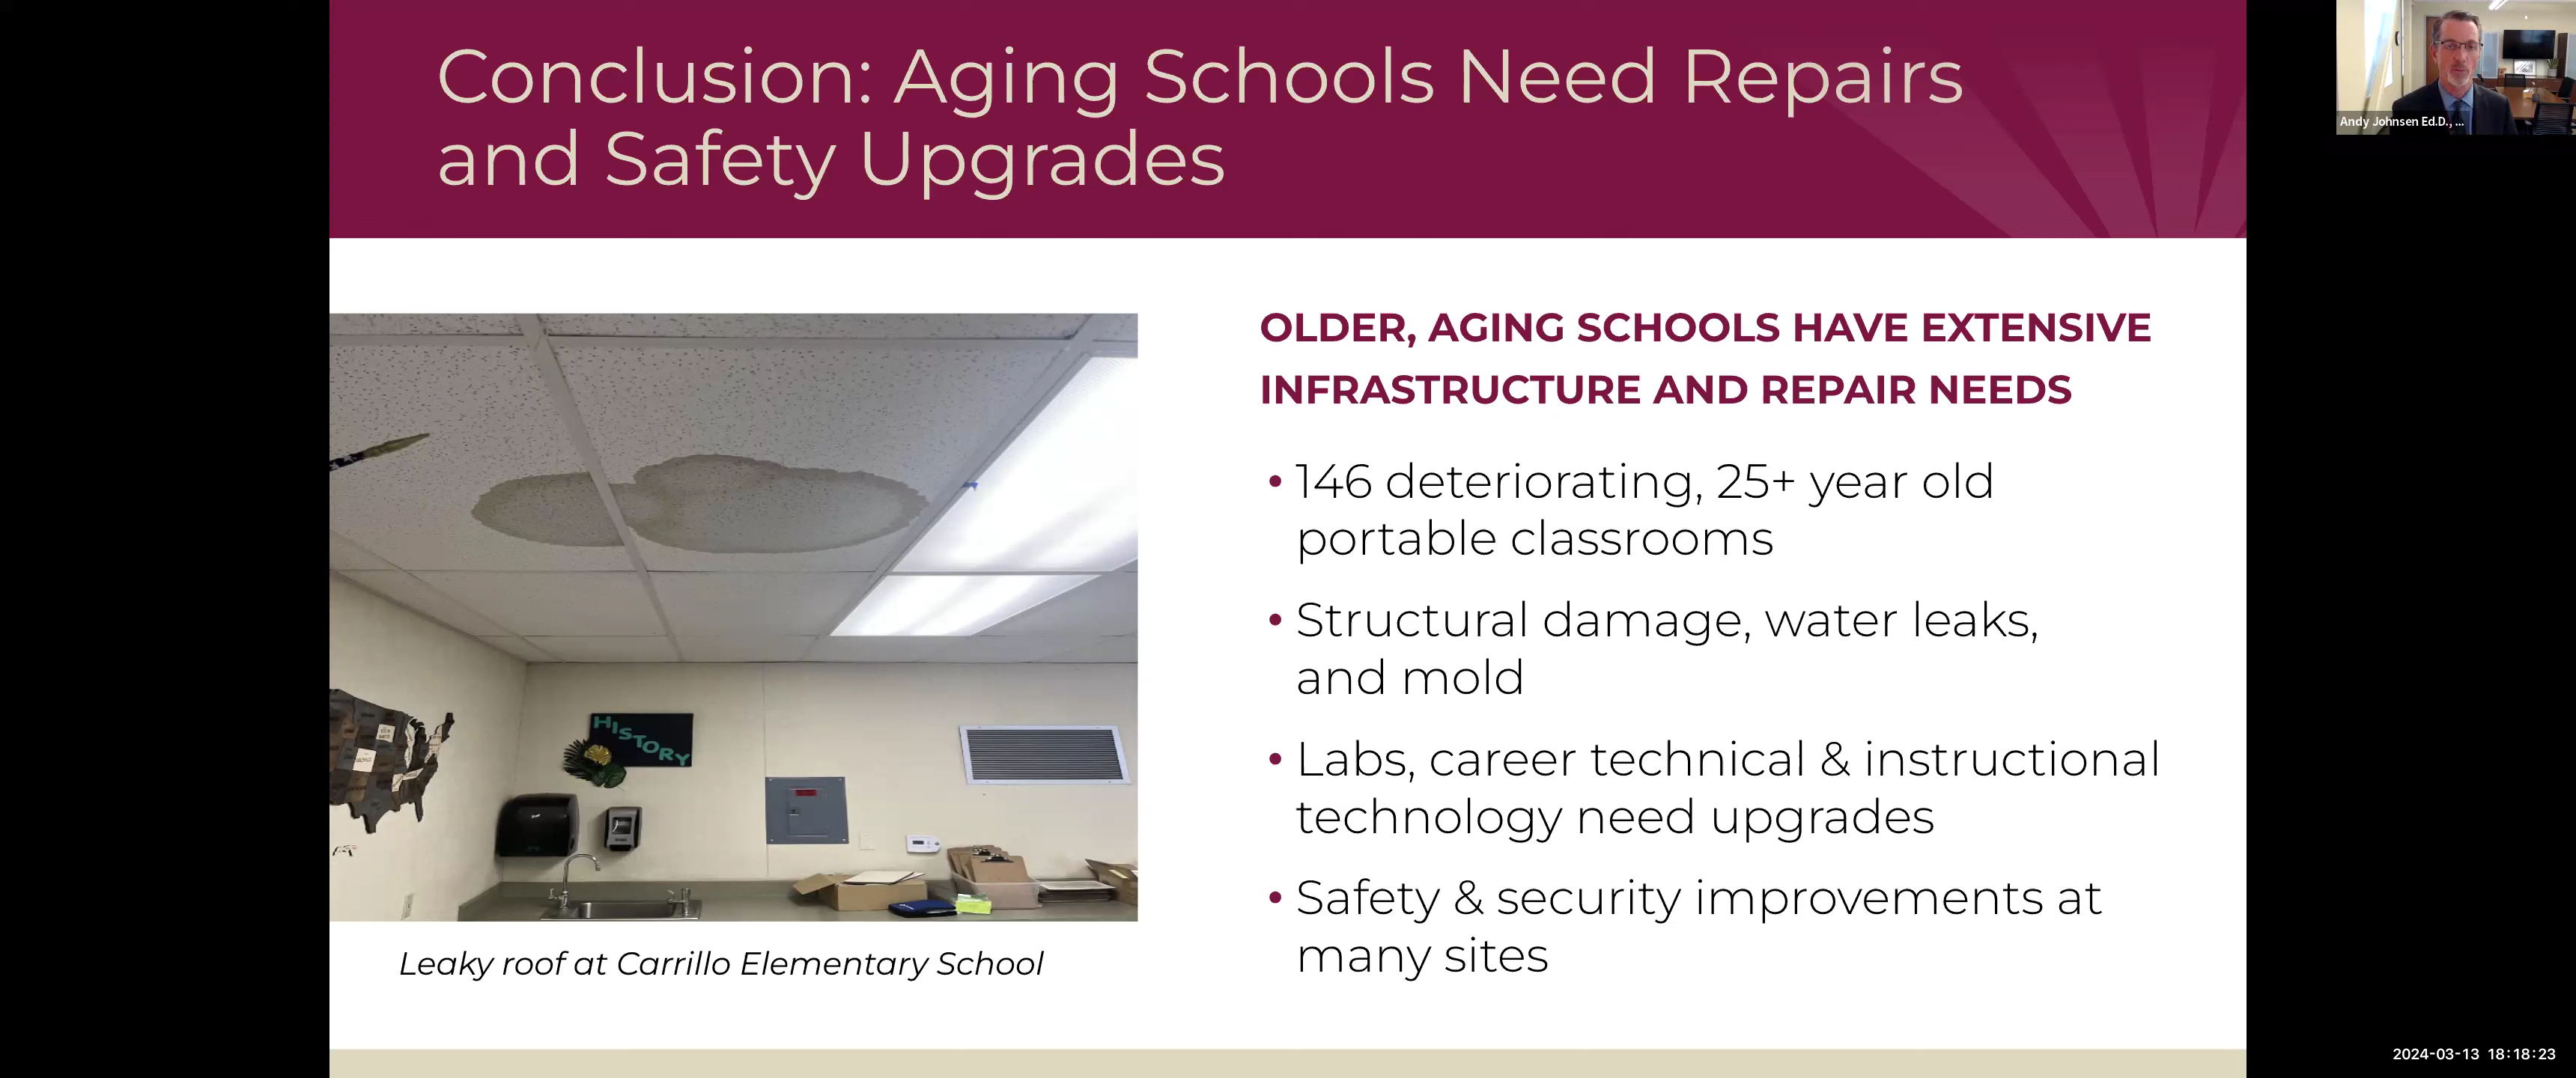 Conclusion: Aging Schools Need Repairs
and Safety Upgrades
Andy Johnsen Ed.D., ...
OLDER, AGING SCHOOLS HAVE EXTENSIVE
INFRASTRUCTURE AND REPAIR NEEDS
• 146 deteriorating, 25+ year old
portable classrooms
• Structural damage, water leaks,
and mold
• Labs, career technical & instructional
technology need upgrades
• Safety & security improvements at
many sites
HISTORY
Leaky roof at Carrillo Elementary School
2024-03-13 18:18:23